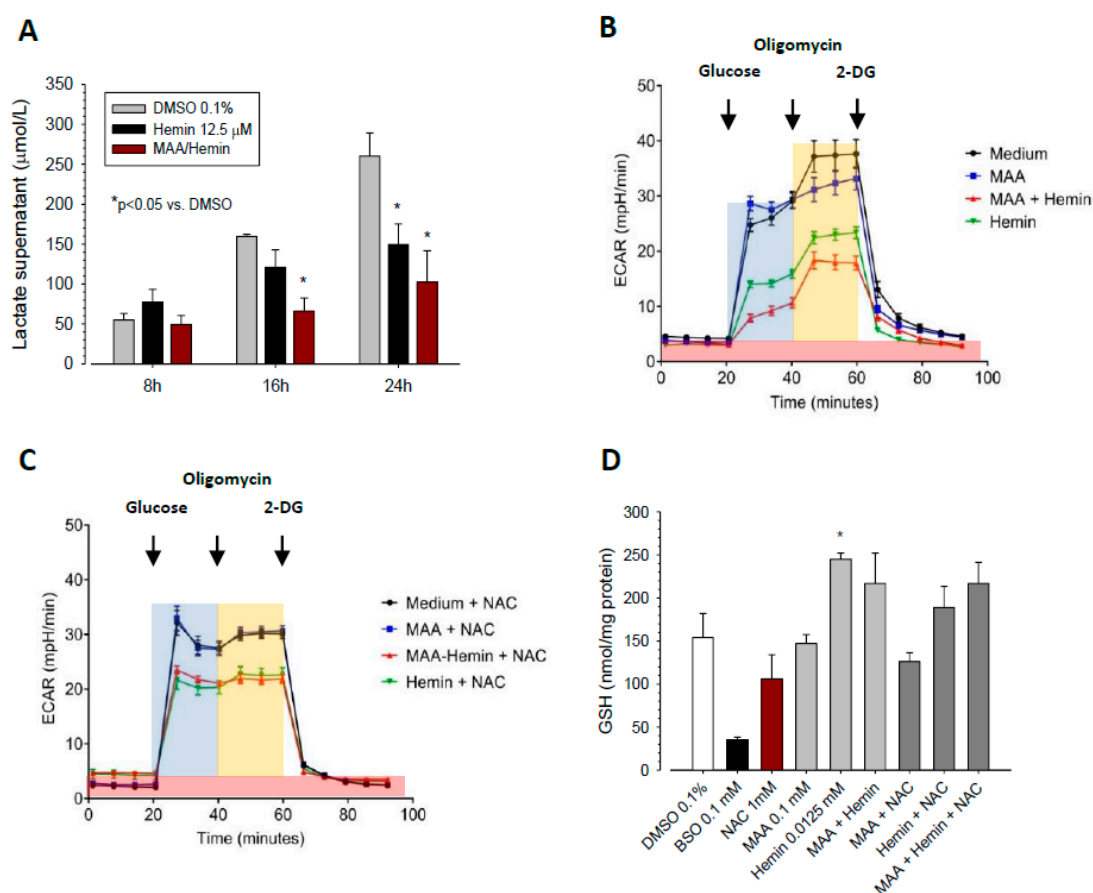 A
Lactate supernatant (μmol/L)
350
300
250
200
150
100
50
0
DMSO 0.1%
Hemin 12.5 μM
MAA/Hemin
*p<0.05 vs. DMSO
*
*
*
8h
16h
24h
B
Oligomycin
Glucose
2-DG
ECAR (mpH/min)
50
40
30
20
10
0
0
20
40
60
80
100
Time (minutes)
Medium
MAA
MAA + Hemin
Hemin
C
Oligomycin
Glucose
2-DG
ECAR (mpH/min)
50
40
30
20
10
0
0
20
40
60
80
100
Time (minutes)
Medium + NAC
MAA + NAC
MAA-Hemin + NAC
Hemin + NAC
D
GSH (nmol/mg protein)
300
250
200
150
100
50
0
*
DMSO 0.1%
BSO 0.1 mM
NAC 1mM
MAA 0.1 mM
Hemin 0.0125 mM
MAA + Hemin
MAA + NAC
Hemin + NAC
MAA + Hemin + NAC